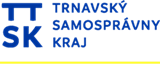 TT SK
TRNAVSKÝ
SAMOSPRÁVNY
KRAJ